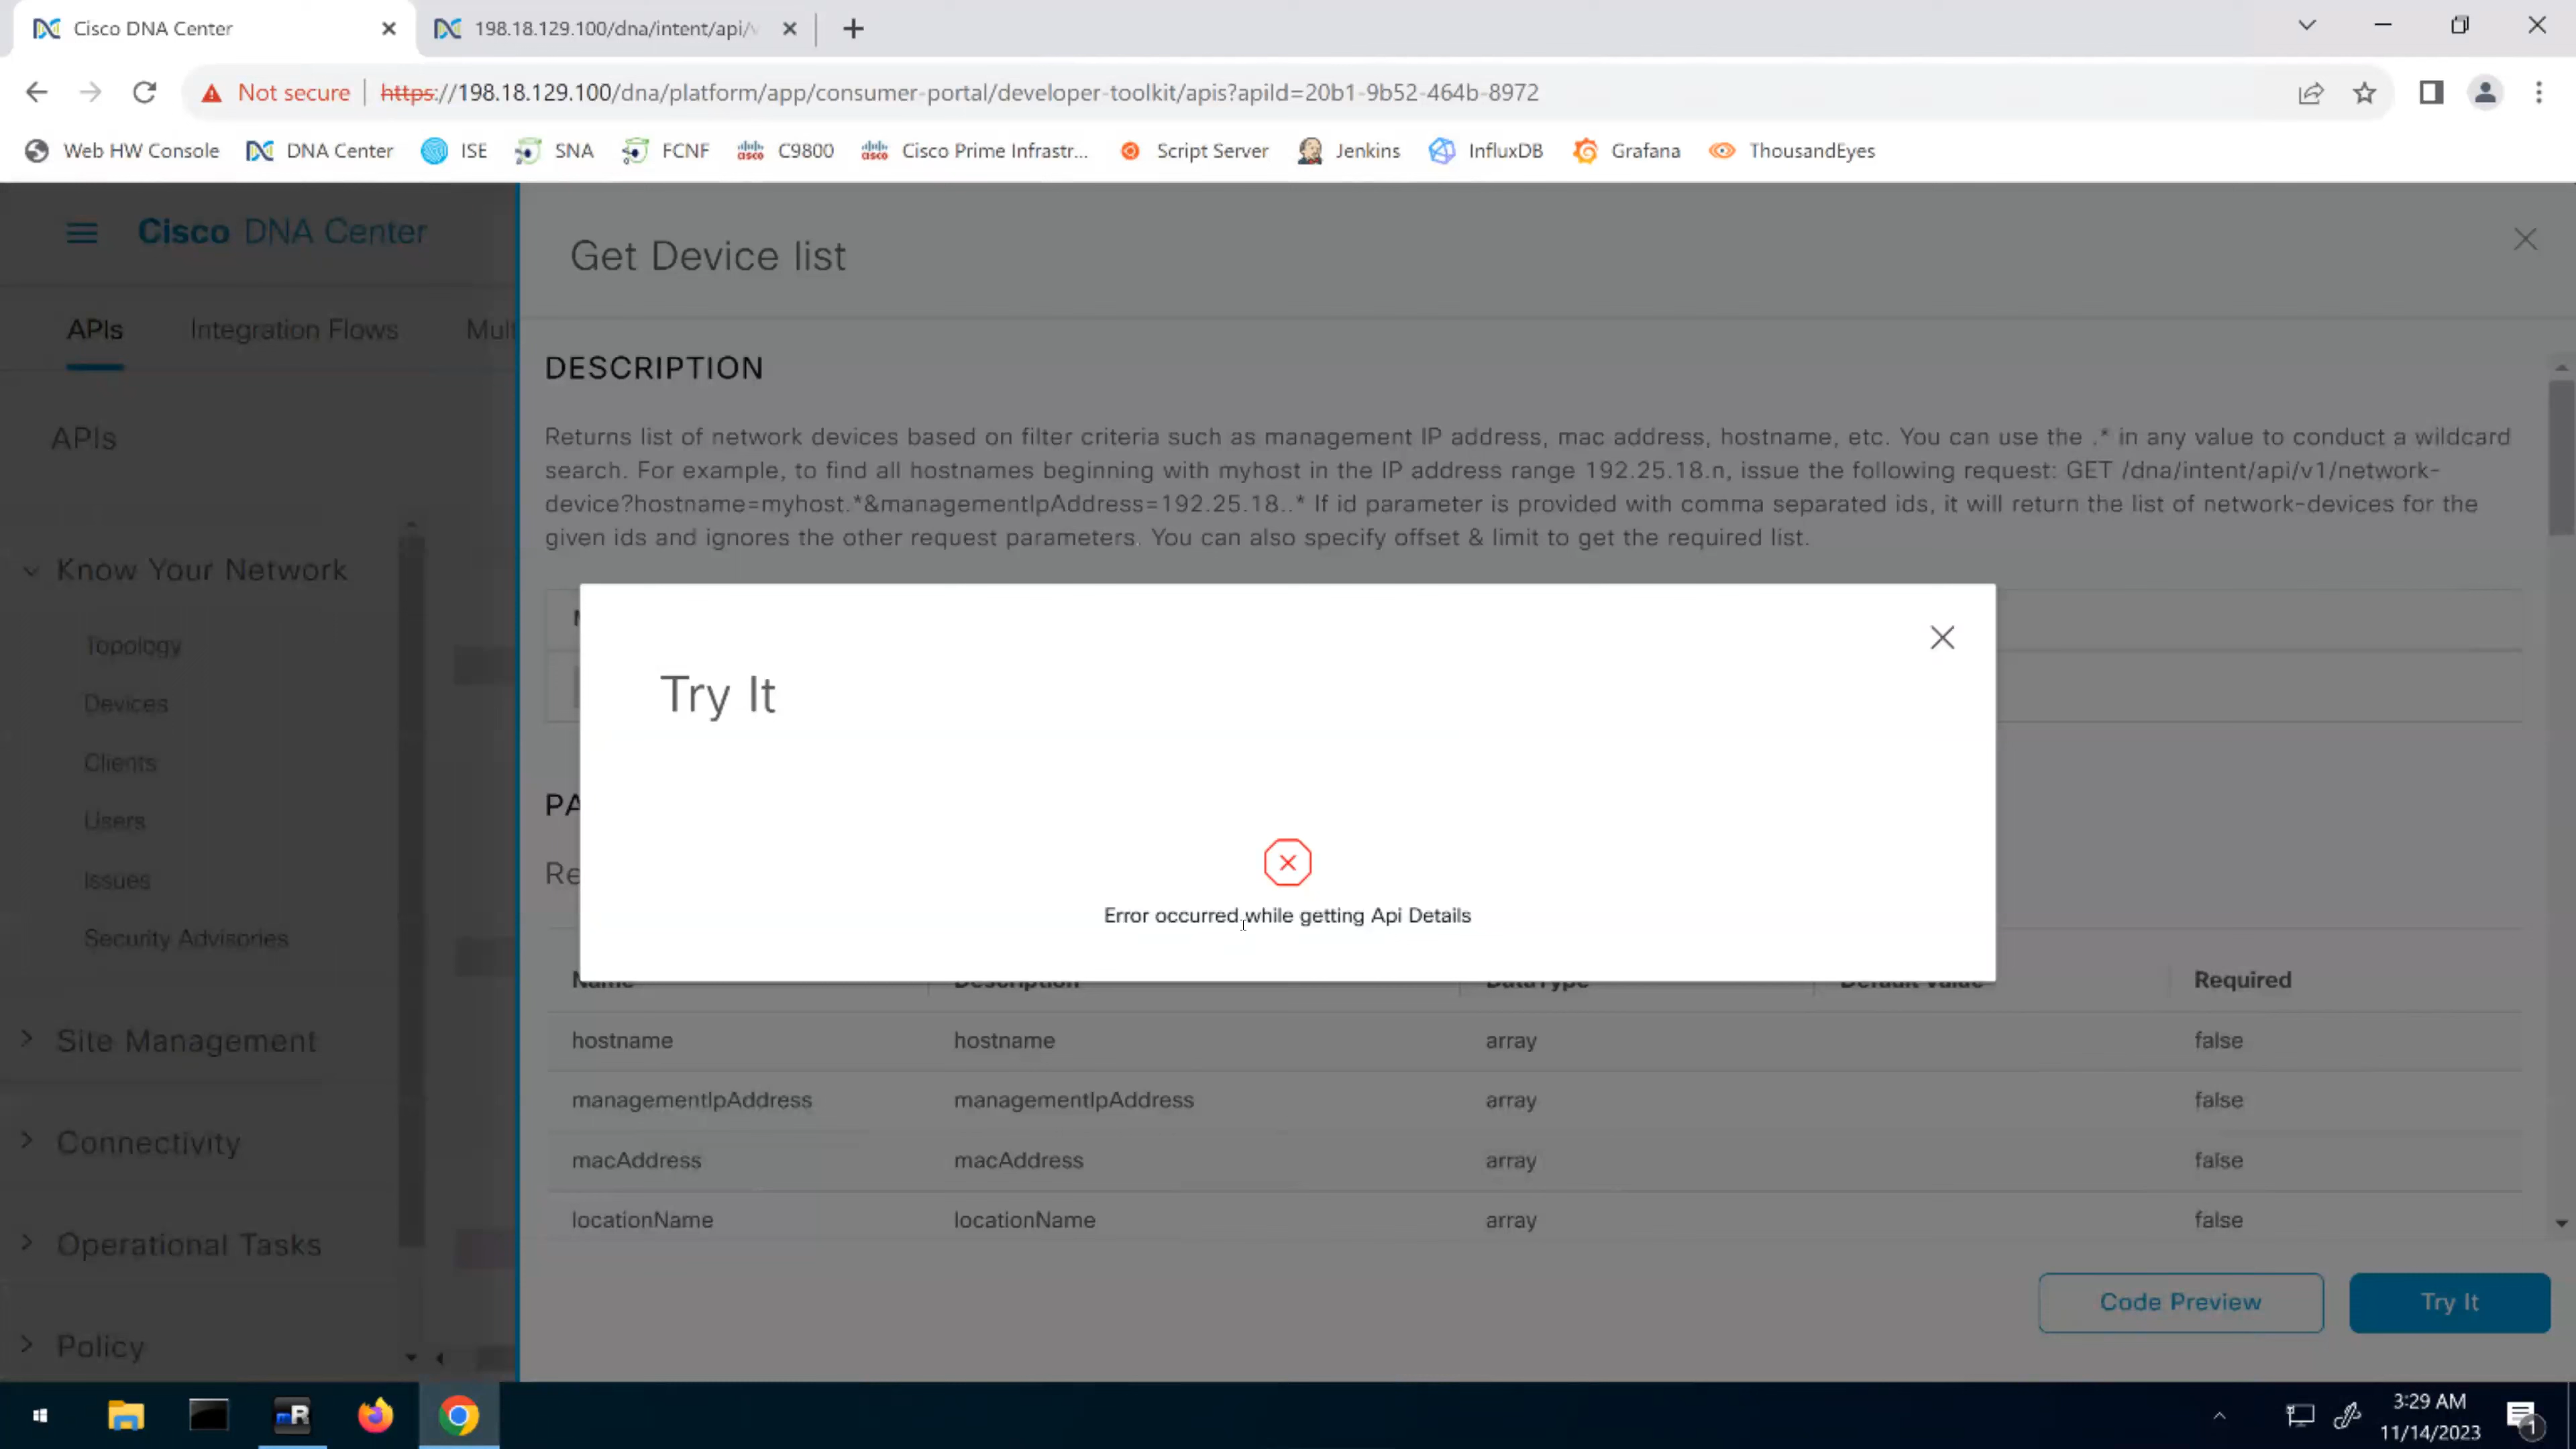 Cisco DNA Center
198.18.129.100/dna/intent/api/
Not secure
https://198.18.129.100/dna/platform/app/consumer-portal/developer-toolkit/apis?apiId=20b1-9b52-464b-8972
Web HW Console
DNA Center
ISE
SNA
FCNF
C9800
Cisco Prime Infrastr...
Script Server
Jenkins
InfluxDB
Grafana
ThousandEyes
Cisco DNA Center
APIs
Integration Flows
Mult
APIs
Know Your Network
Topology
Devices
Clients
Users
Issues
Security Advisories
Site Management
Connectivity
Operational Tasks
Policy
Get Device list
DESCRIPTION
Returns list of network devices based on filter criteria such as management IP address, mac address, hostname, etc. You can use the .* in any value to conduct a wildcard
search. For example, to find all hostnames beginning with myhost in the IP address range 192.25.18.n, issue the following request: GET /dna/intent/api/v1/network-
device?hostname=myhost.*&managementIpAddress=192.25.18..* If id parameter is provided with comma separated ids, it will return the list of network-devices for the
given ids and ignores the other request parameters. You can also specify offset & limit to get the required list.
Try It
Error occurred while getting Api Details
PA
Re
Name Description DataType Default Value Required
hostname hostname array false
managementIpAddress managementIpAddress array false
macAddress macAddress array false
locationName locationName array false
Code Preview
Try It
3:29 AM
11/14/2023
1